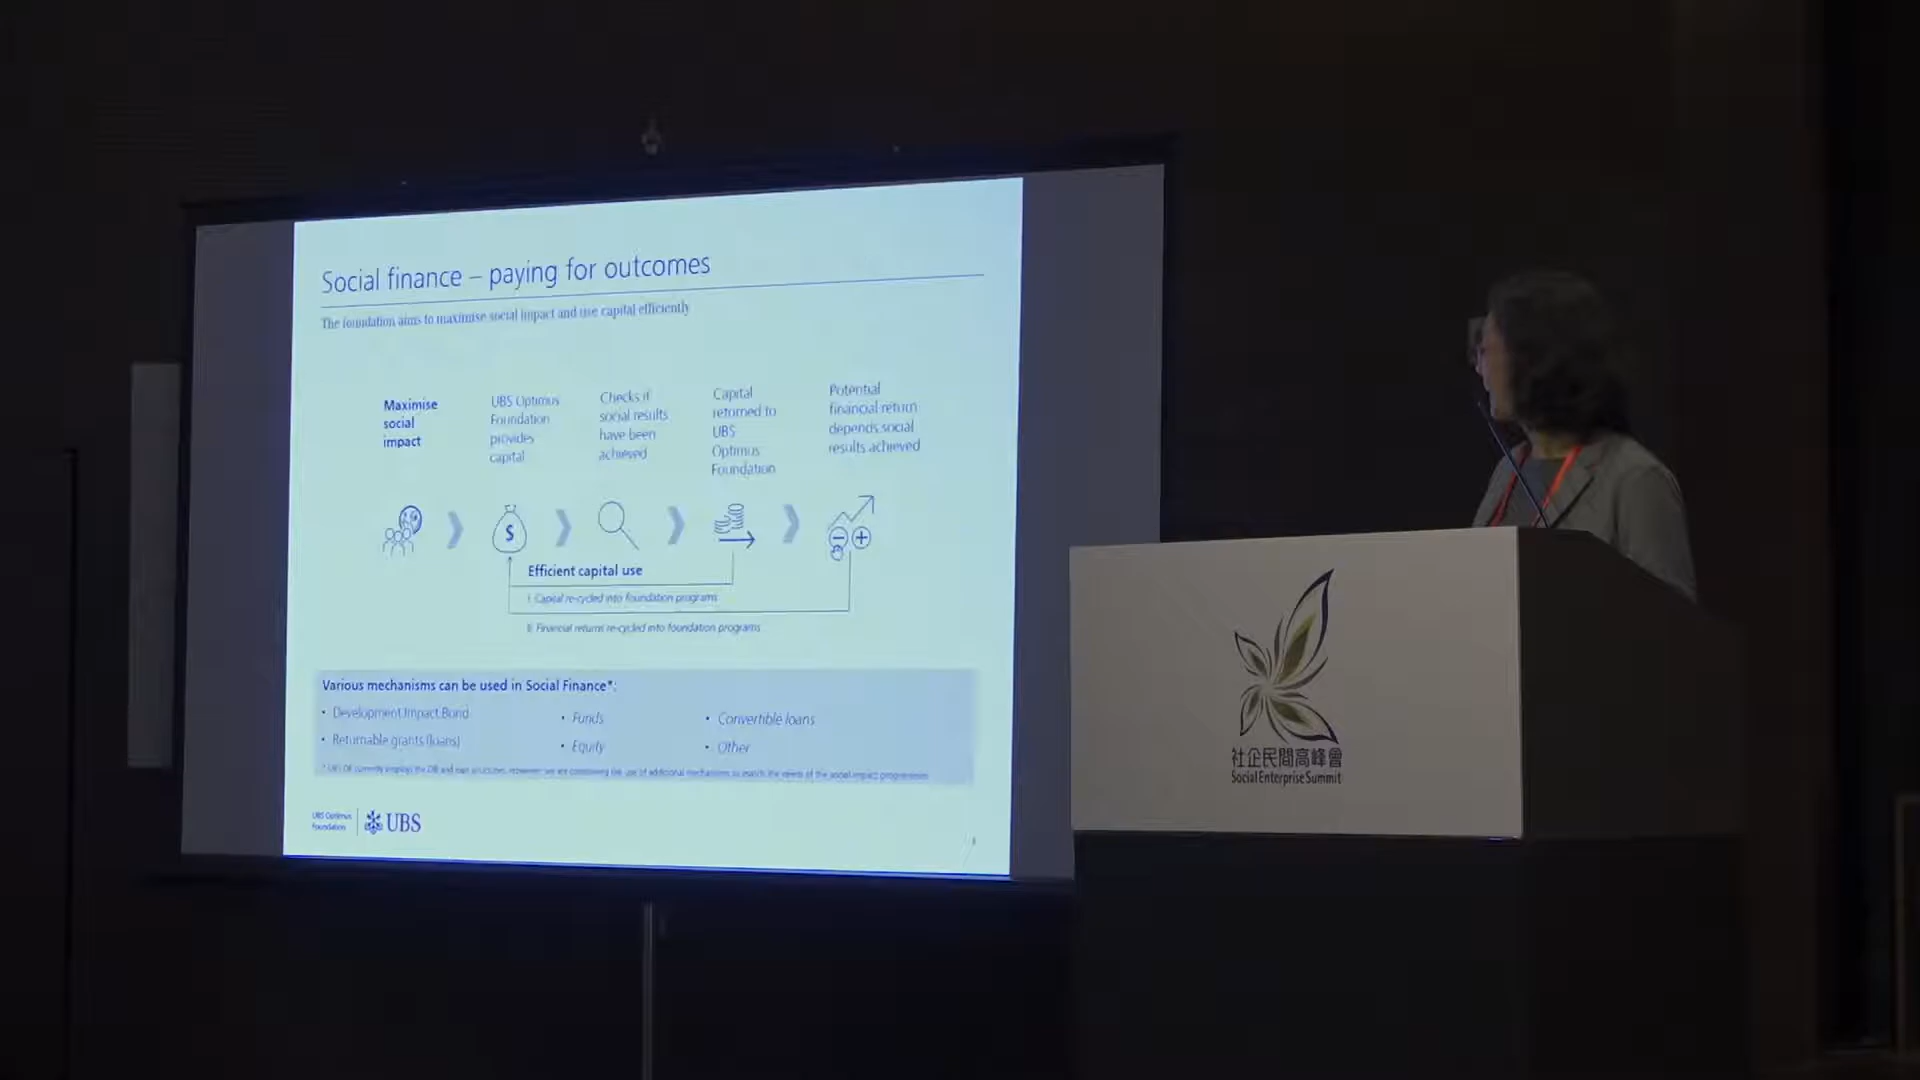 Social finance – paying for outcomes
The foundation aims to maximise social impact and use capital efficiently
Maximise
social
impact
UBS Optimus
Foundation
provides
capital
Checks if
social results
have been
achieved
Capital
returned to
UBS
Optimus
Foundation
Potential
financial return
depends social
results achieved
$
Efficient capital use
I. Capital re-cycled into foundation programs
II. Financial returns re-cycled into foundation programs
Various mechanisms can be used in Social Finance*:
• Development Impact Bond
• Returnable grants (loans)
• Funds
• Equity
• Convertible loans
• Other
UBS Optimus
Foundation
UBS
社企民間高峰會
Social Enterprise Summit